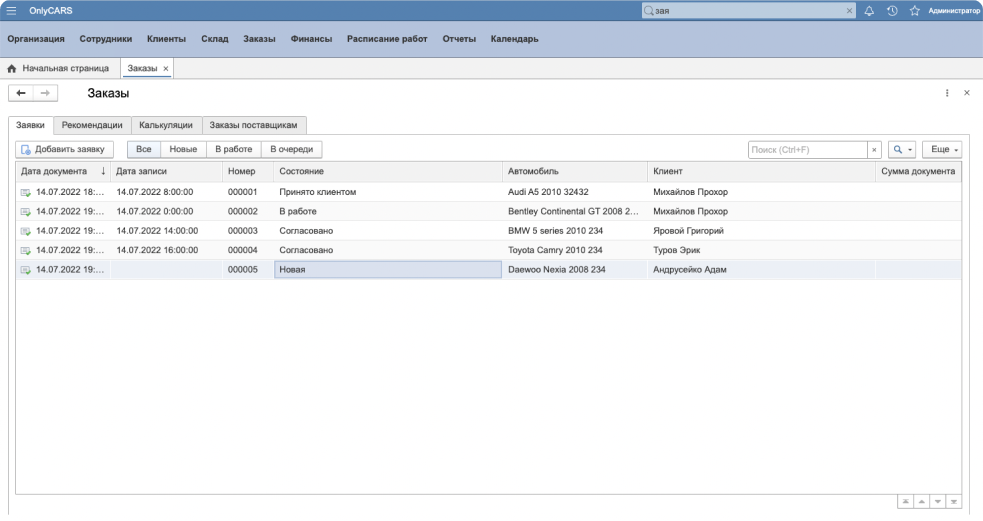 OnlyCARS зая Администратор
Организация Сотрудники Клиенты Склад Заказы Финансы Расписание работ Отчеты Календарь
Начальная страница Заказы ×
Заказы
Заявки Рекомендации Калькуляции Заказы поставщикам
Добавить заявку Все Новые В работе В очереди Поиск (Ctrl+F) × Еще
Дата документа ↓ Дата записи Номер Состояние Автомобиль Клиент Сумма документа
14.07.2022 18:... 14.07.2022 8:00:00 000001 Принято клиентом Audi A5 2010 32432 Михайлов Прохор
14.07.2022 19:... 14.07.2022 0:00:00 000002 В работе Bentley Continental GT 2008 2... Михайлов Прохор
14.07.2022 19:... 14.07.2022 14:00:00 000003 Согласовано BMW 5 series 2010 234 Яровой Григорий
14.07.2022 19:... 14.07.2022 16:00:00 000004 Согласовано Toyota Camry 2010 234 Туров Эрик
14.07.2022 19:... 000005 Новая Daewoo Nexia 2008 234 Андрусейко Адам